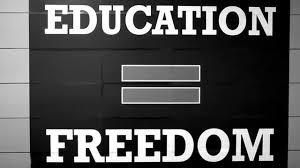 EDUCATION
=
FREEDOM